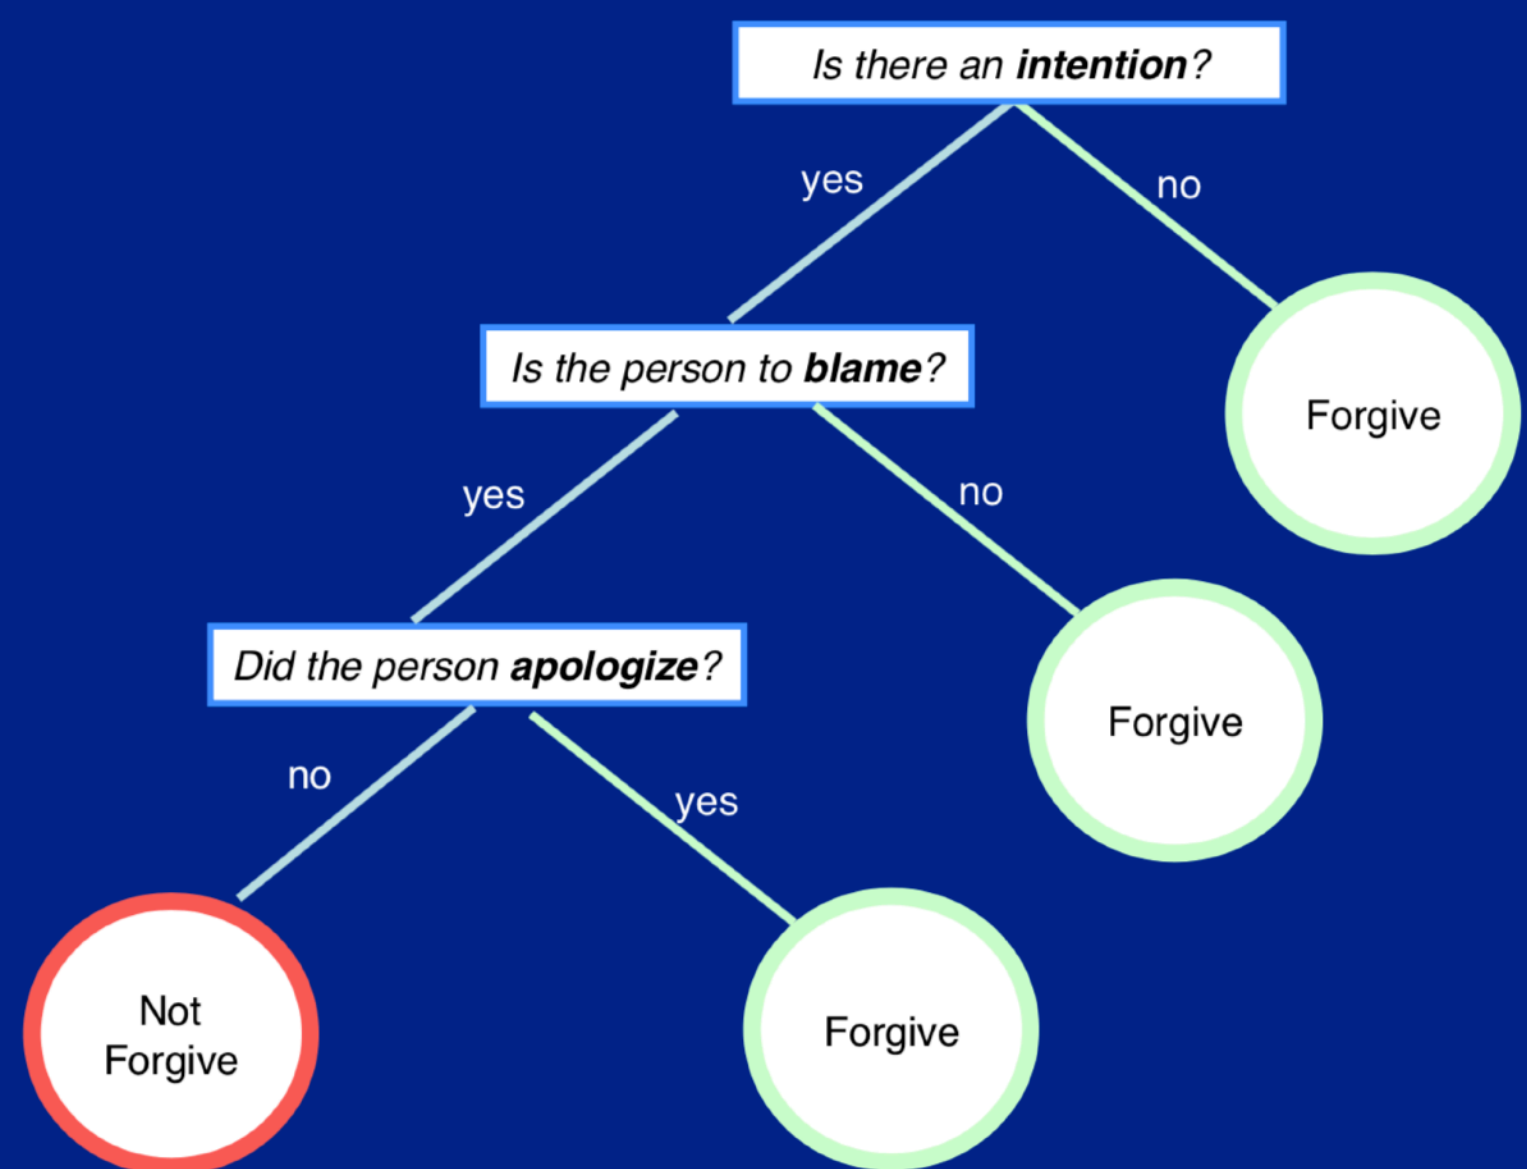 Is there an intention?
yes
no
Is the person to blame?
Forgive
yes
no
Did the person apologize?
Forgive
no
yes
Not
Forgive
Forgive